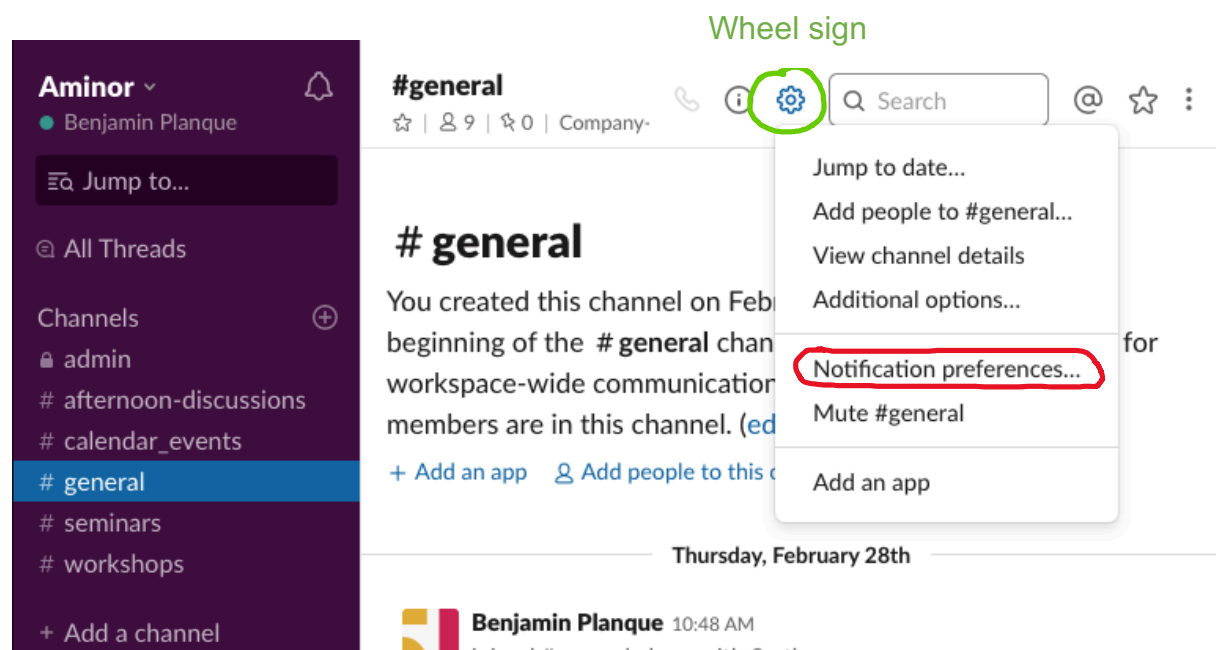 Wheel sign
Aminor
Benjamin Planque
Jump to...
All Threads
Channels
admin
# afternoon-discussions
# calendar_events
# general
# seminars
# workshops
+ Add a channel
#general
9 | 0 | Company-
Search
@
# general
You created this channel on Feb
beginning of the # general chan
for
workspace-wide communication
members are in this channel. (ed
+ Add an app
Add people to this
Jump to date...
Add people to #general...
View channel details
Additional options...
Notification preferences...
Mute #general
Add an app
Thursday, February 28th
Benjamin Planque 10:48 AM